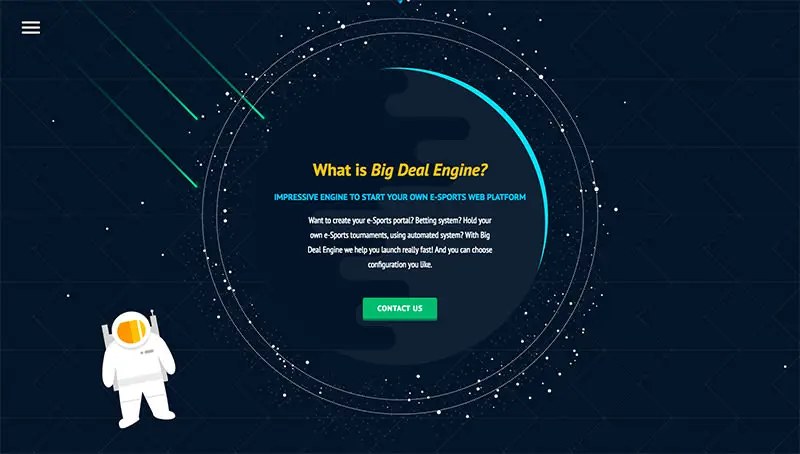 What is Big Deal Engine?
IMPRESSIVE ENGINE TO START YOUR OWN E-SPORTS WEB PLATFORM
Want to create your e-Sports portal? Betting system? Hold your
own e-Sports tournaments, using automated system? With Big
Deal Engine we help you launch really fast! And you can choose
configuration you like.
CONTACT US